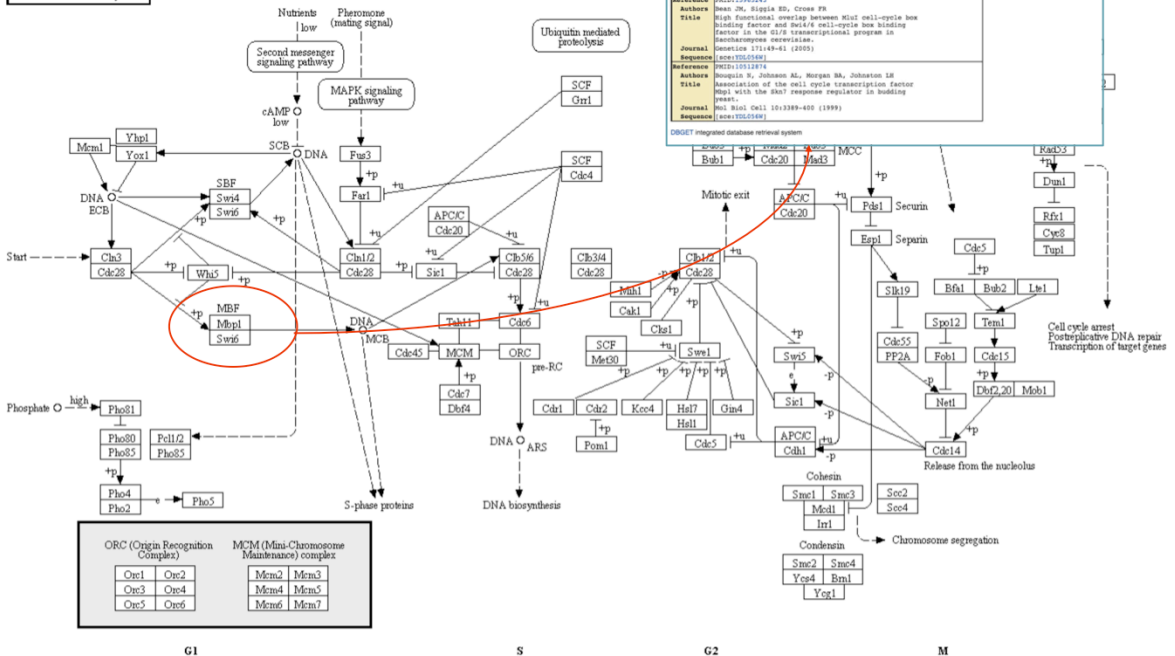 Nutrients
low
Pheromone
(mating signal)
Second messenger
signaling pathway
MAPK signaling
pathway
cAMP
low
Ubiquitin mediated
proteolysis
PMID:15965243
Authors Bean JM, Siggia ED, Cross FR
Title High functional overlap between MluI cell-cycle box
binding factor and Swi4/6 cell-cycle box binding
factor in the G1/S transcriptional program in
Saccharomyces cerevisiae.
Journal Genetics 171:49-61 (2005)
Sequence [sce:YDL056W]
Reference PMID:10512874
Authors Bouquin N, Johnson AL, Morgan BA, Johnston LH
Title Association of the cell cycle transcription factor
Mbp1 with the Skn7 response regulator in budding
yeast.
Journal Mol Biol Cell 10:3389-400 (1999)
Sequence [sce:YDL056W]
DBGET integrated database retrieval system
SCF
Grr1
SCF
Cdc4
Mcm1
Yhp1
Yox1
SCB
DNA
Fus3
+p
Far1
+u
+u
DNA
ECB
SBF
Swi4
Swi6
+p
+p
APC/C
Cdc20
+u
+u
Start
Cln3
Cdc28
+p
Whi5
+p
Cln1/2
Cdc28
+p
Sic1
Clb5/6
Cdc28
+p
+u
Clb3/4
Cdc28
+p
+p
MBF
Mbp1
Swi6
DNA
MCB
Tah11
Cdc6
Cdc45
MCM
ORC
pre-RC
+p
Cdc7
Dbf4
Bub1
Cdc20
Mad3
MCC
Mitotic exit
APC/C
Cdc20
+u
+p
Pds1
Securin
Esp1
Separin
Clb1/2
Cdc28
+u
-p
Mih1
Cak1
Cks1
SCF
Met30
+u
Swe1
+p
+p
+p
+p
+p
Cdr1
Cdr2
Kcc4
Hsl7
Hsl1
Gin4
+p
Pom1
Cdc5
+u
+p
Swi5
e
Sic1
-p
-p
APC/C
Cdh1
+u
-p
Slk19
Cdc55
PP2A
-p
Spo12
Fob1
Net1
Cdc14
Release from the nucleolus
Cdc5
+p
Bfa1
Bub2
Lte1
Tem1
Cdc15
+p
Dbf2,20
Mob1
+p
Rad53
+p
Dun1
Rfx1
Cyc8
Tup1
Cell cycle arrest
Postreplicative DNA repair
Transcription of target genes
Phosphate
high
Pho81
Pho80
Pho85
Pcl1/2
Pho85
+p
Pho4
Pho2
e
Pho5
S-phase proteins
DNA
ARS
DNA biosynthesis
Cohesin
Smc1
Smc3
Mcd1
Irr1
Scc2
Scc4
Chromosome segregation
Condensin
Smc2
Smc4
Ycs4
Brn1
Ycg1
ORC (Origin Recognition
Complex)
Orc1
Orc2
Orc3
Orc4
Orc5
Orc6
MCM (Mini-Chromosome
Maintenance) complex
Mcm2
Mcm3
Mcm4
Mcm5
Mcm6
Mcm7
G1
S
G2
M